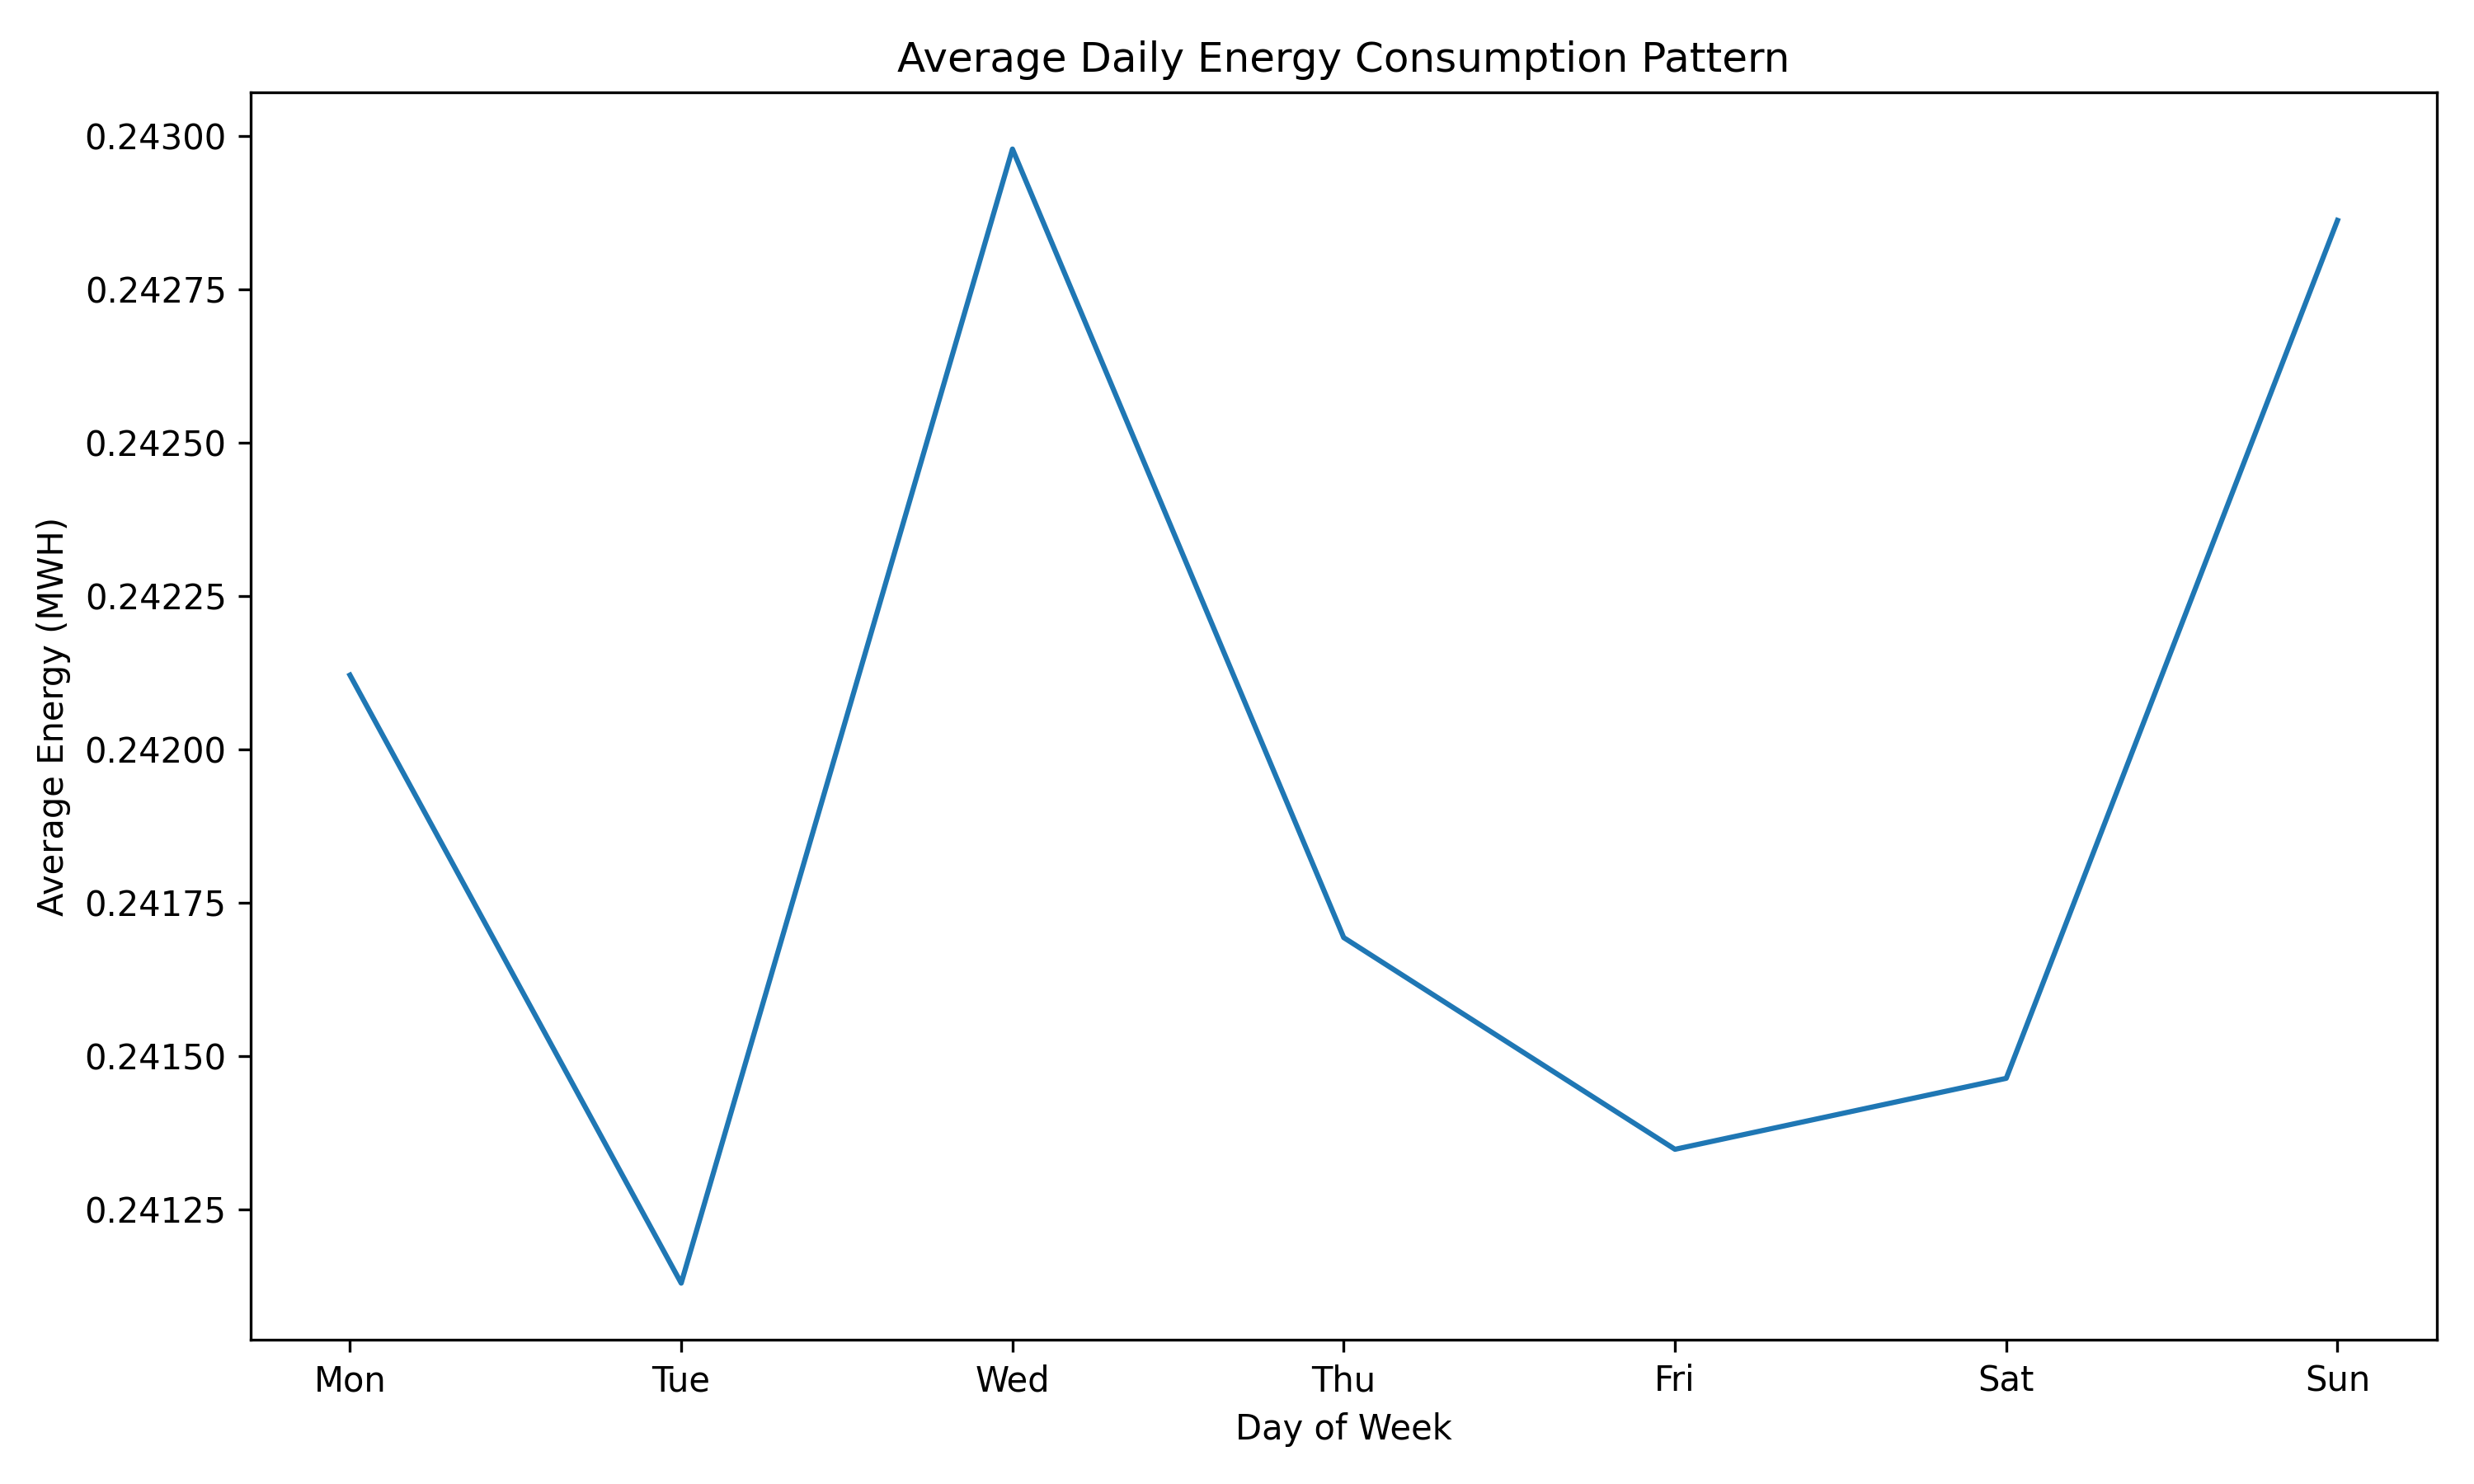 Average Daily Energy Consumption Pattern
0.24300
0.24275
0.24250
0.24225
0.24200
0.24175
0.24150
0.24125
Average Energy (MWH)
Mon Tue Wed Thu Fri Sat Sun
Day of Week